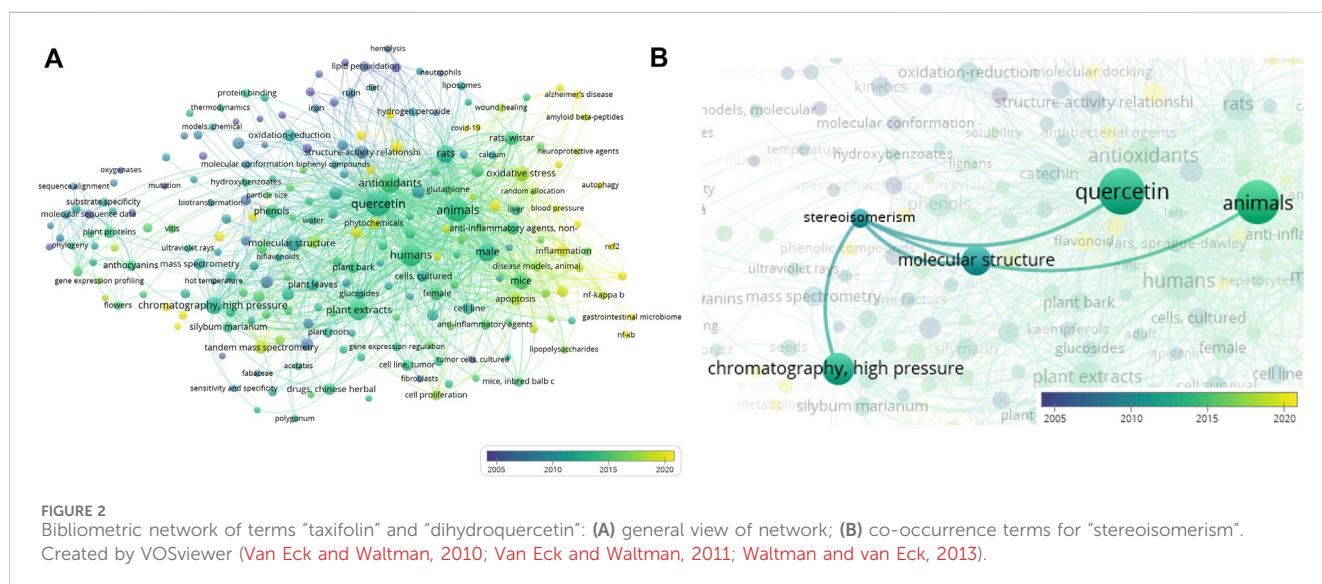 A
hemolysis
lipid peroxidation
neutrophils
diet
liposomes
rutin
alzheimer's disease
protein binding
iron
thermodynamics
hydrogen peroxide
wound healing
amyloid beta-peptides
models, chemical
covid-19
oxidation-reduction
rats, wistar
structure-activity relationshi
rats
calcium
neuroprotective agents
molecular conformation
biphenyl compounds
oxygenases
oxidative stress
hydroxybenzoates
antioxidants
glutathione
random allocation
autophagy
sequence alignment
mutation
substrate specificity
particle size
biotransformation
quercetin
animals
liver
blood pressure
molecular sequence data
phenols
water
phytochemicals
vitis
plant proteins
anti-inflammatory agents, non-
phylogeny
ultraviolet rays
molecular structure
inflammation
nrf2
biflavonoids
humans
male
anthocyanins
mass spectrometry
plant bark
disease models, animal
gene expression profiling
hot temperature
plant leaves
cells, cultured
mice
nf-kappa b
glucosides
female
apoptosis
flowers
chromatography, high pressure
plant extracts
cell line
gastrointestinal microbiome
silybum marianum
plant roots
anti-inflammatory agents
nf-kb
tandem mass spectrometry
gene expression regulation
lipopolysaccharides
acetates
cell line, tumor
tumor cells, cultured
fabaceae
fibroblasts
mice, inbred balb c
sensitivity and specificity
drugs, chinese herbal
cell proliferation
polygonum
2005 2010 2015 2020
B
oxidation-reduction
molecular docking
kinetics
structure-activity relationshi
rats
models, molecular
molecular conformation
solubility
anti-bacterial agents
temperature
hydroxybenzoates
lignans
antioxidants
catechin
quercetin
animals
phenols
larix
stereoisomerism
phenolic compounds
flavonoid
rats, sprague-dawley
anti-infla
ultraviolet rays
molecular structure
humans
hepatocytes
mass spectrometry
time factors
plant bark
kaempferols
adult
cells, cultured
seeds
silymarin
glucosides
apigenin
female
chromatography, high pressure
plant extracts
cell survival
cell line
silybum marianum
plant
2005 2010 2015 2020
FIGURE 2
Bibliometric network of terms “taxifolin” and “dihydroquercetin”: (A) general view of network; (B) co-occurrence terms for “stereoisomerism”.
Created by VOSviewer (Van Eck and Waltman, 2010; Van Eck and Waltman, 2011; Waltman and van Eck, 2013).